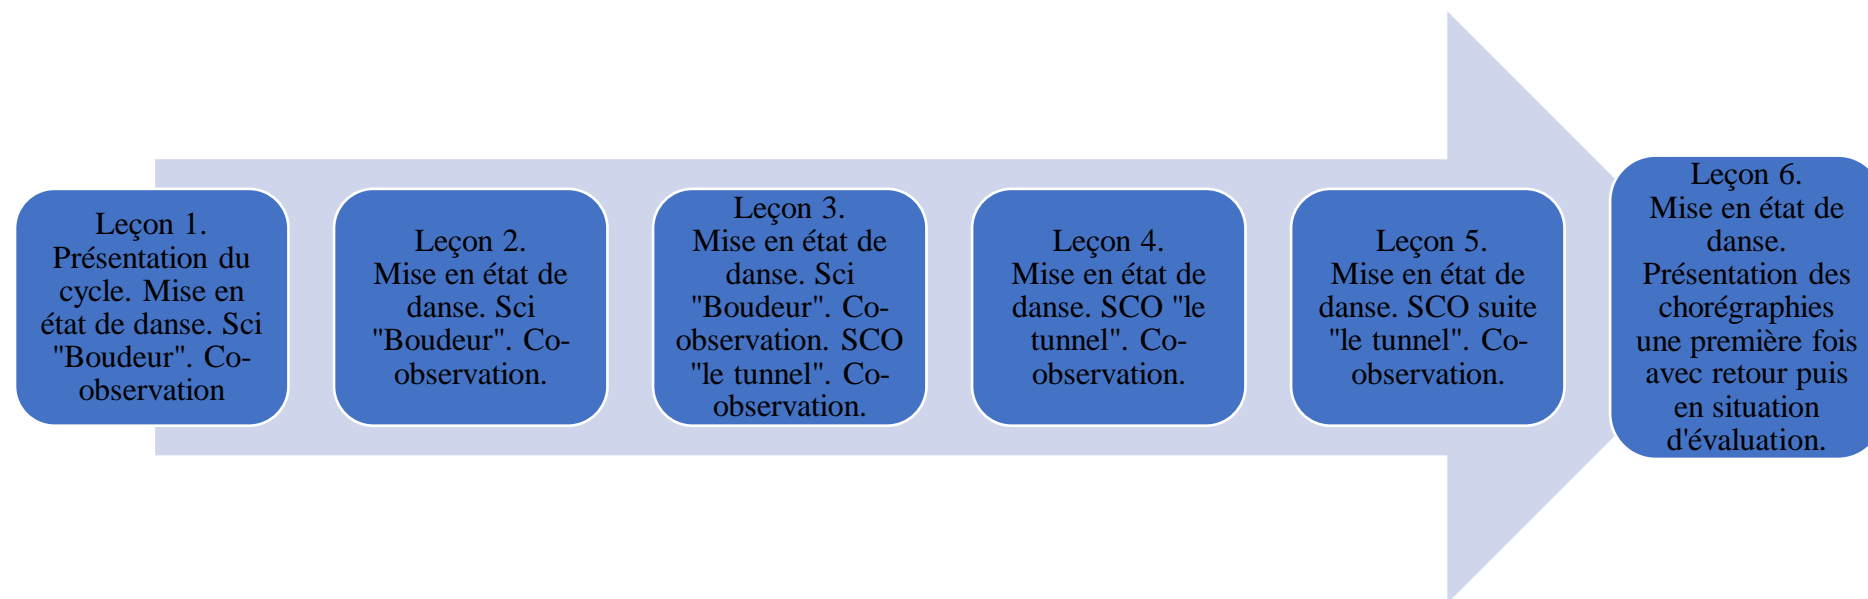 Leçon 1.
Présentation du
cycle. Mise en
état de danse. Sci
"Boudeur". Co-
observation
Leçon 2.
Mise en état de
danse. Sci
"Boudeur". Co-
observation.
Leçon 3.
Mise en état de
danse. Sci
"Boudeur". Co-
observation. SCO
"le tunnel". Co-
observation.
Leçon 4.
Mise en état de
danse. SCO "le
tunnel". Co-
observation.
Leçon 5.
Mise en état de
danse. SCO suite
"le tunnel". Co-
observation.
Leçon 6.
Mise en état de
danse.
Présentation des
chorégraphies
une première fois
avec retour puis
en situation
d'évaluation.